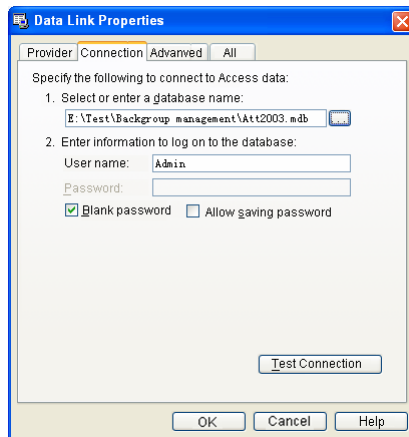 Data Link Properties
Provider Connection Advanced All
Specify the following to connect to Access data:
1. Select or enter a database name:
E:\Test\Backgroup management\Att2003.mdb ...
2. Enter information to log on to the database:
User name: Admin
Password:
Blank password Allow saving password
Test Connection
OK Cancel Help